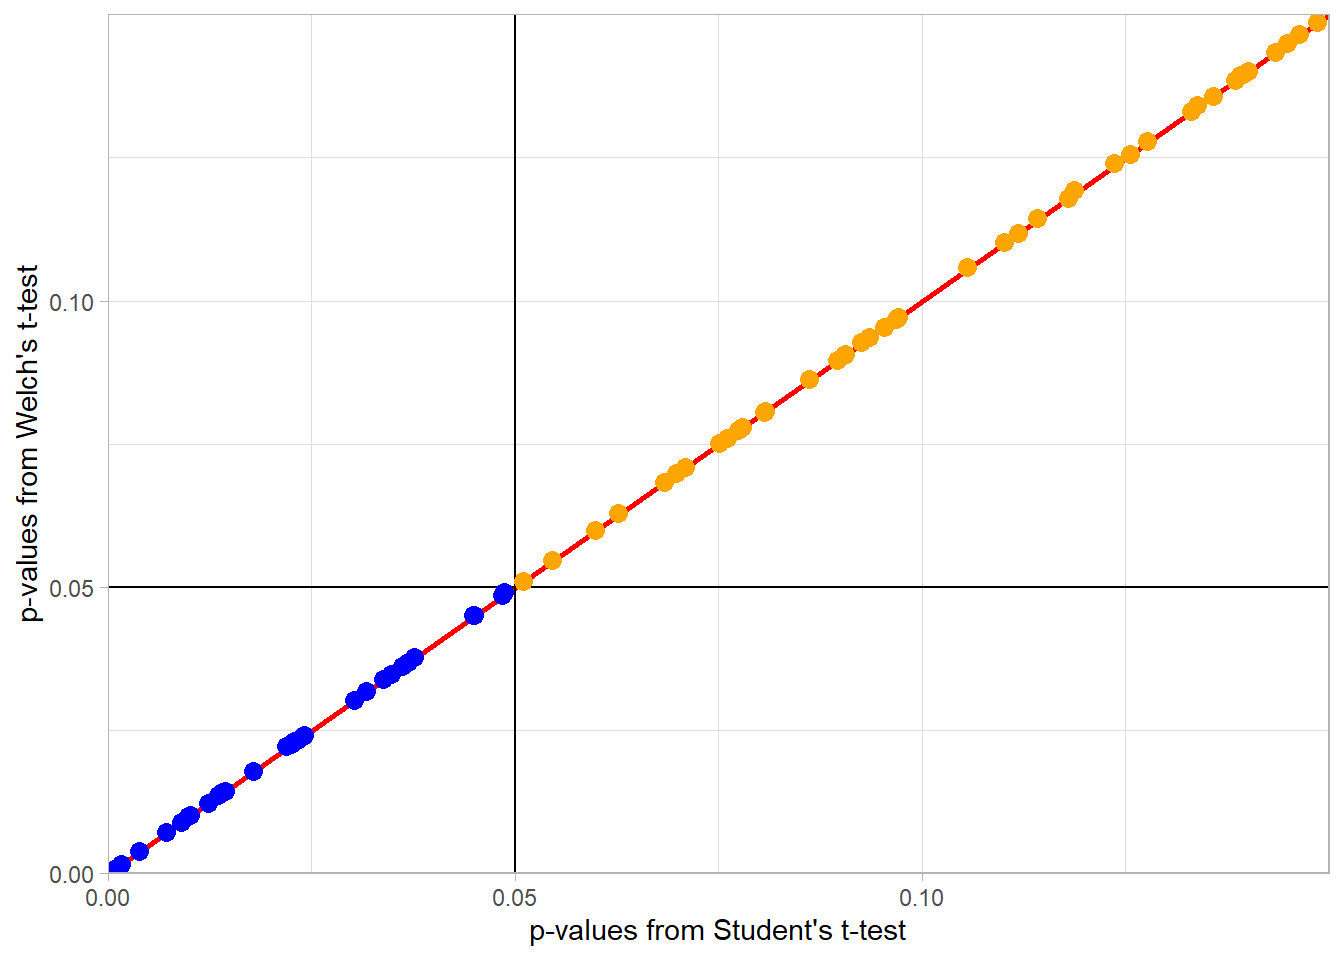 p-values from Welch's t-test
0.10
0.05
0.00
0.00 0.05 0.10
p-values from Student's t-test